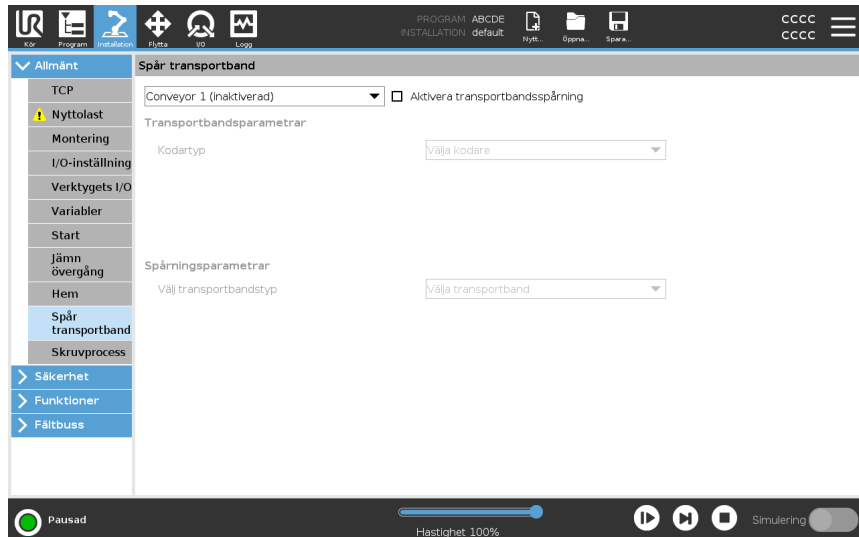 PROGRAM ABCDE
INSTALLATION default
CCCC
CCCC
Kör
Program
Installation
Flytta
I/O
Logg
Nytt...
Öppna...
Spara...
Allmänt
Spår transportband
TCP
Nyttolast
Montering
I/O-inställning
Verktygets I/O
Variabler
Start
Jämn
övergång
Hem
Spår
transportband
Skruvprocess
Säkerhet
Funktioner
Fältbuss
Conveyor 1 (inaktiverad)
Aktivera transportbandsspårning
Transportbandsparametrar
Kodartyp
Välja kodare
Spårningsparametrar
Välj transportbandstyp
Välja transportband
Pausad
Hastighet 100%
Simulering